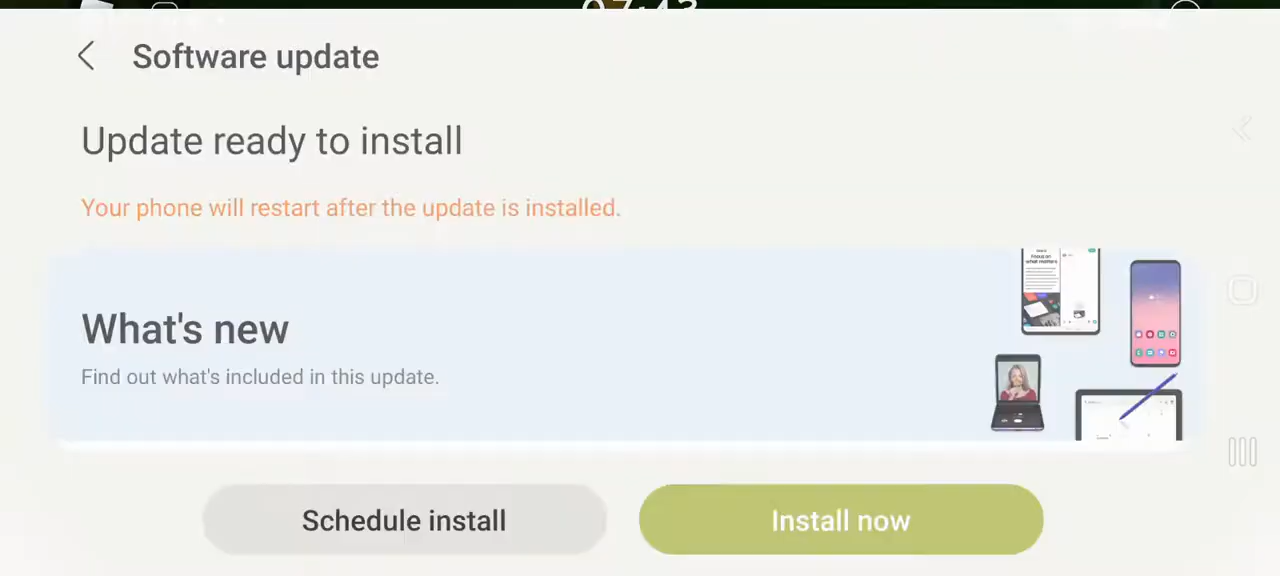 Software update
Update ready to install
Your phone will restart after the update is installed.
What's new
Find out what's included in this update.
Schedule install
Install now